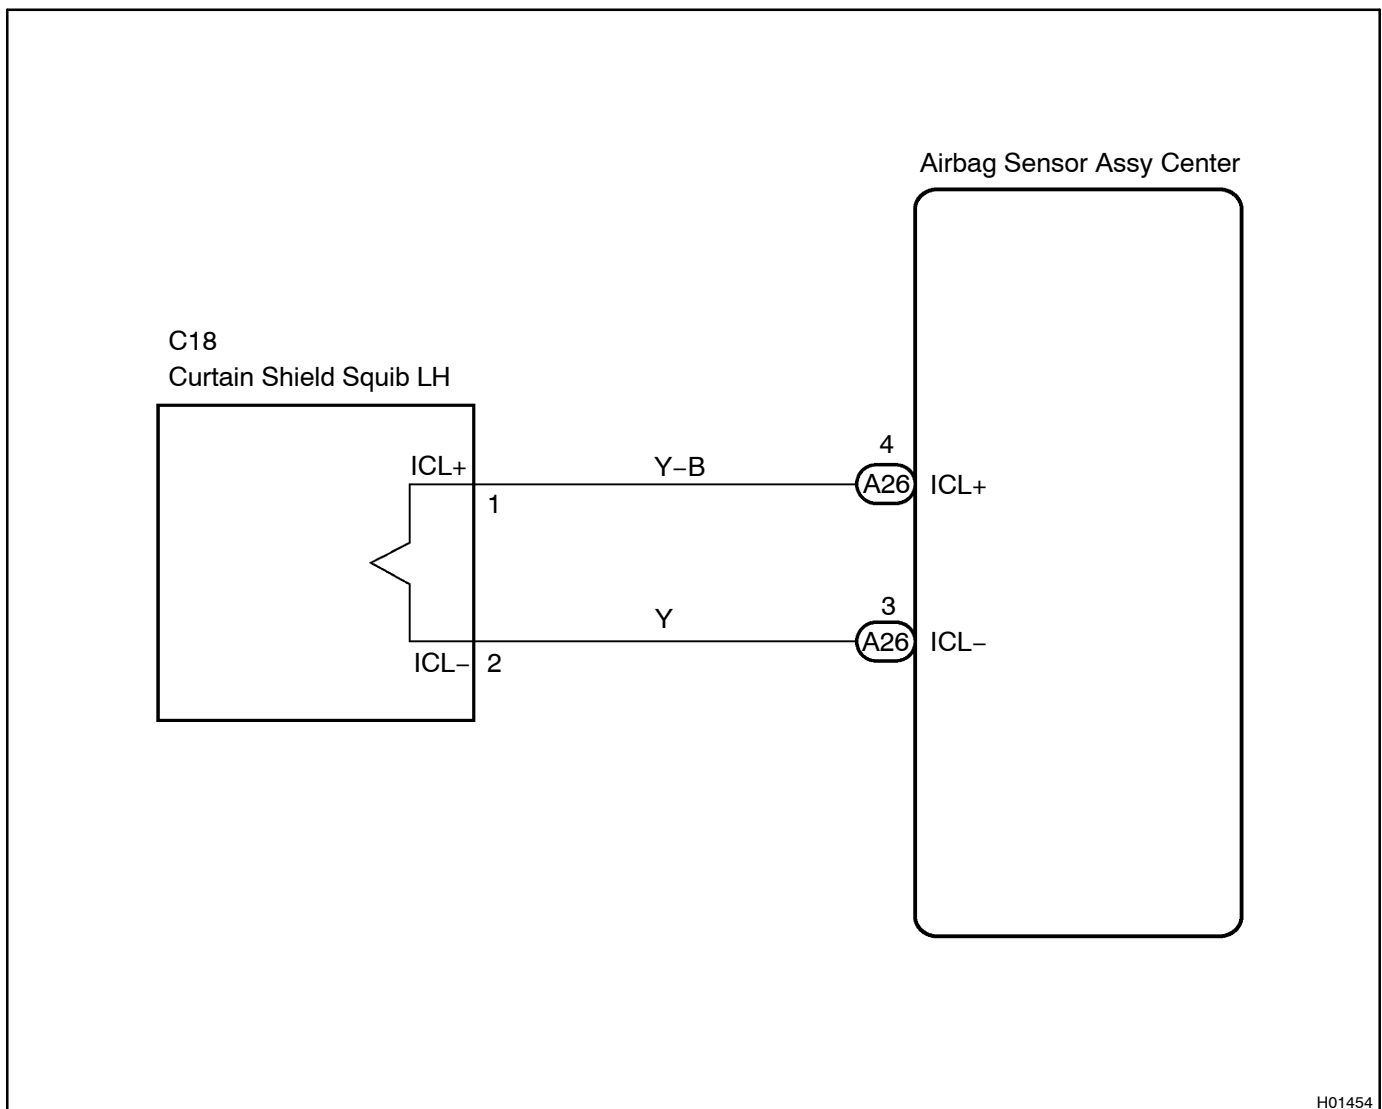 Airbag Sensor Assy Center
C18
Curtain Shield Squib LH
ICL+
1
Y−B
4
A26
ICL+
ICL−
2
Y
3
A26
ICL−
H01454